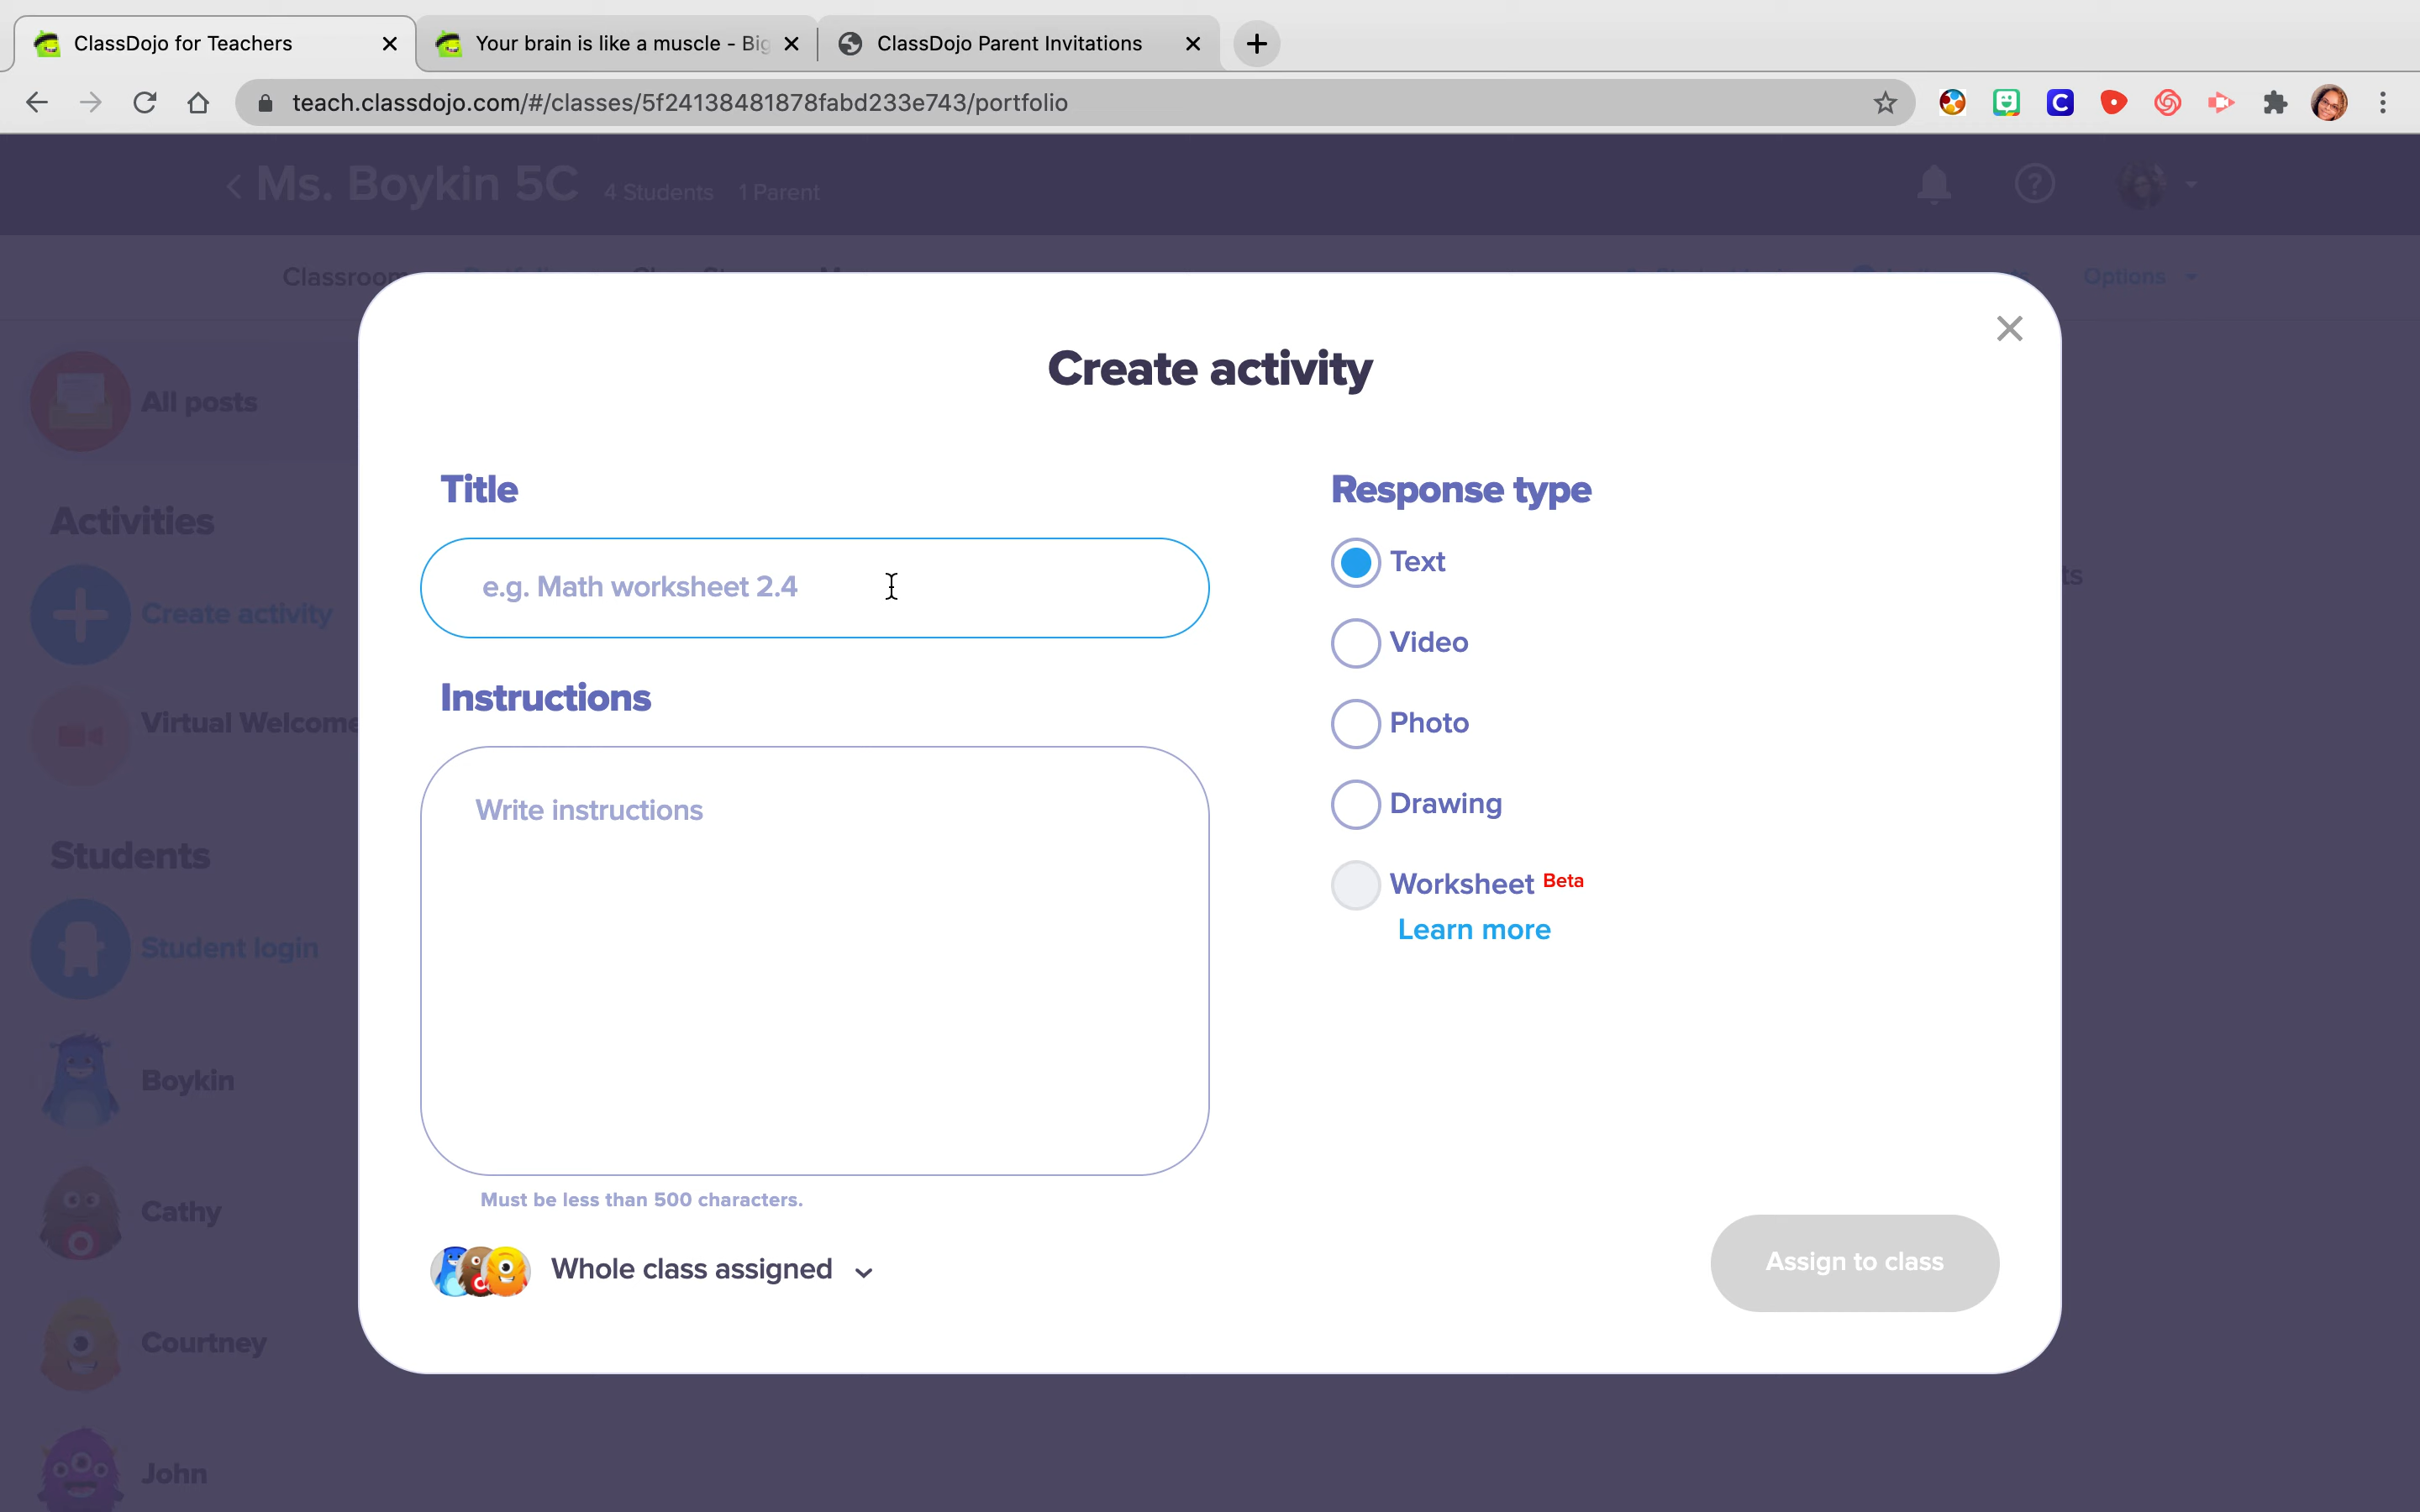 ClassDojo for Teachers
Your brain is like a muscle - Big
ClassDojo Parent Invitations
teach.classdojo.com/#/classes/5f24138481878fabd233e743/portfolio
Ms. Boykin 5C 4 Students 1 Parent
Classroom
Options
All posts
Activities
Create activity
Virtual Welcome
Students
Student login
Boykin
Cathy
Courtney
John
Create activity
Title
e.g. Math worksheet 2.4
Instructions
Write instructions
Must be less than 500 characters.
Whole class assigned
Response type
Text
Video
Photo
Drawing
Worksheet Beta
Learn more
Assign to class